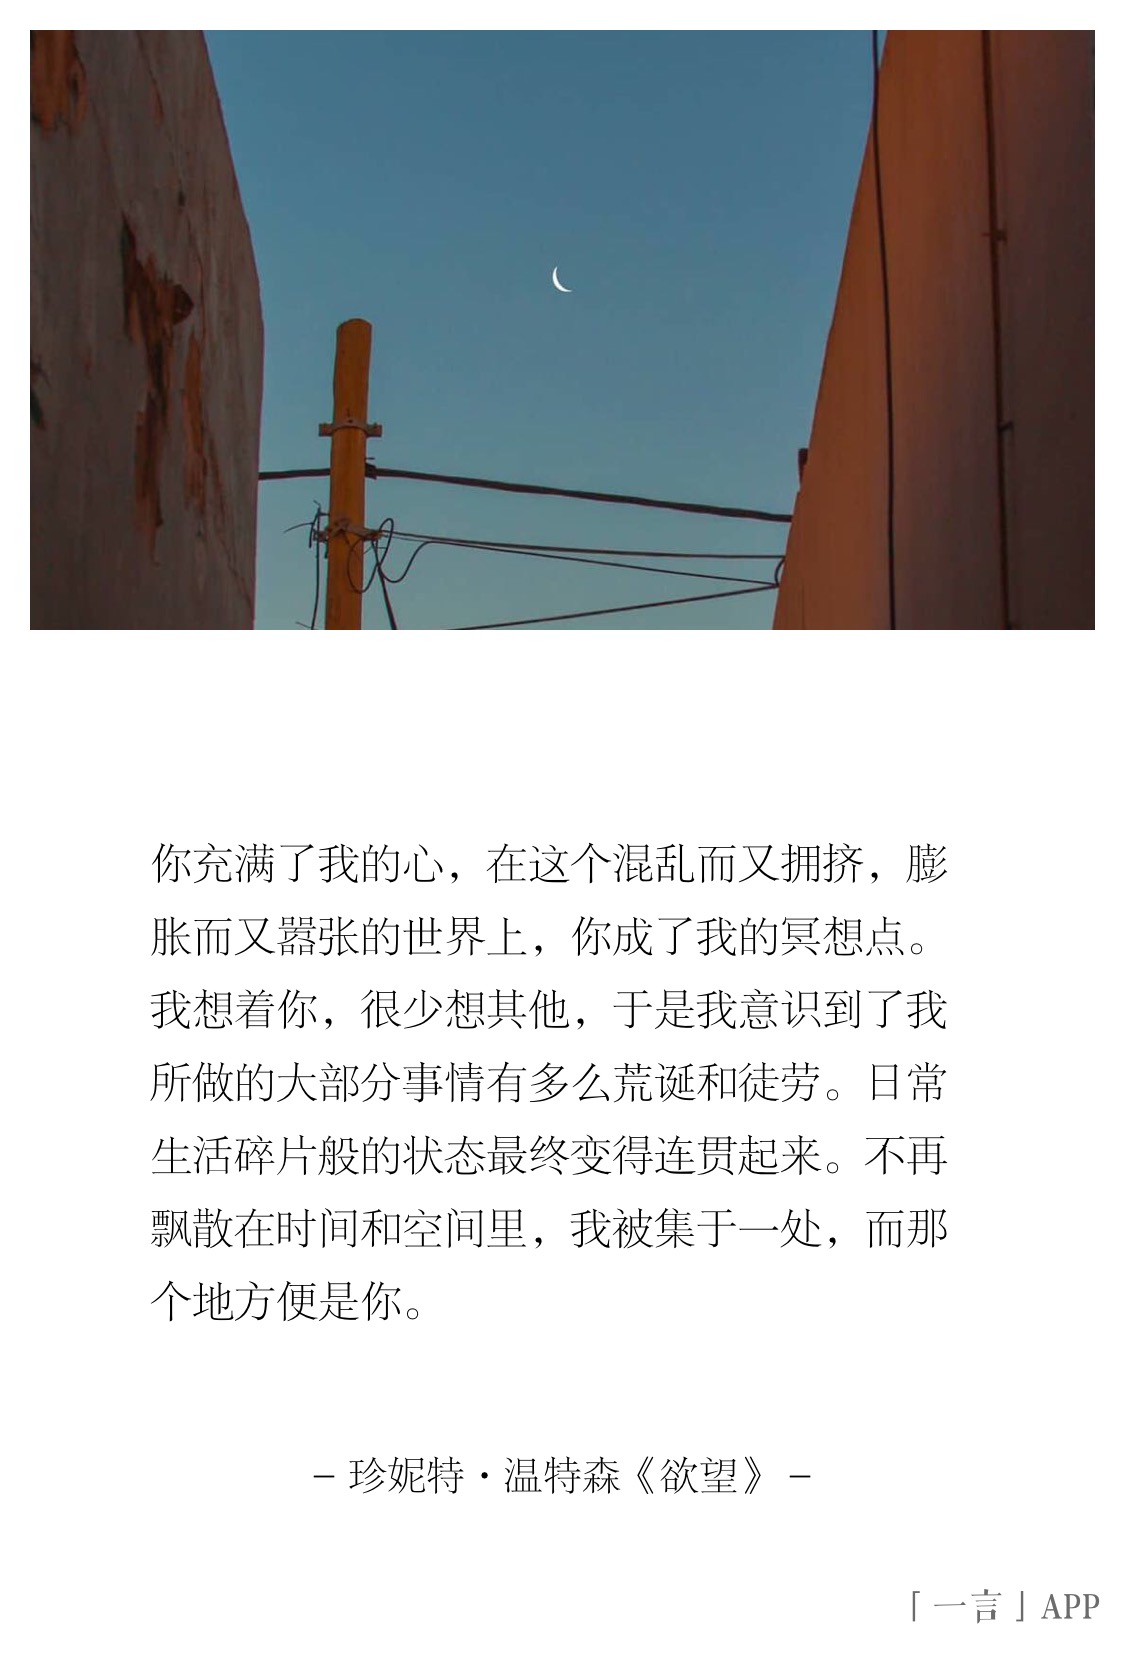 你充满了我的心，在这个混乱而又拥挤，膨
胀而又嚣张的世界上，你成了我的冥想点。
我想着你，很少想其他，于是我意识到了我
所做的大部分事情有多么荒诞和徒劳。日常
生活碎片般的状态最终变得连贯起来。不再
飘散在时间和空间里，我被集于一处，而那
个地方便是你。
– 珍妮特·温特森《欲望》 –
「一言」APP